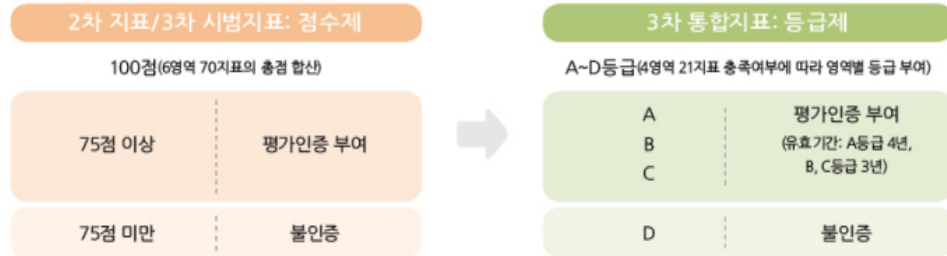 2차 지표/3차 시범지표: 점수제
100점(6영역 70지표의 총점 합산)
75점 이상
평가인증 부여
75점 미만
불인증
3차 통합지표: 등급제
A~D등급(4영역 21지표 충족여부에 따라 영역별 등급 부여)
A
B
C
평가인증 부여
(유효기간: A등급 4년,
B, C등급 3년)
D
불인증